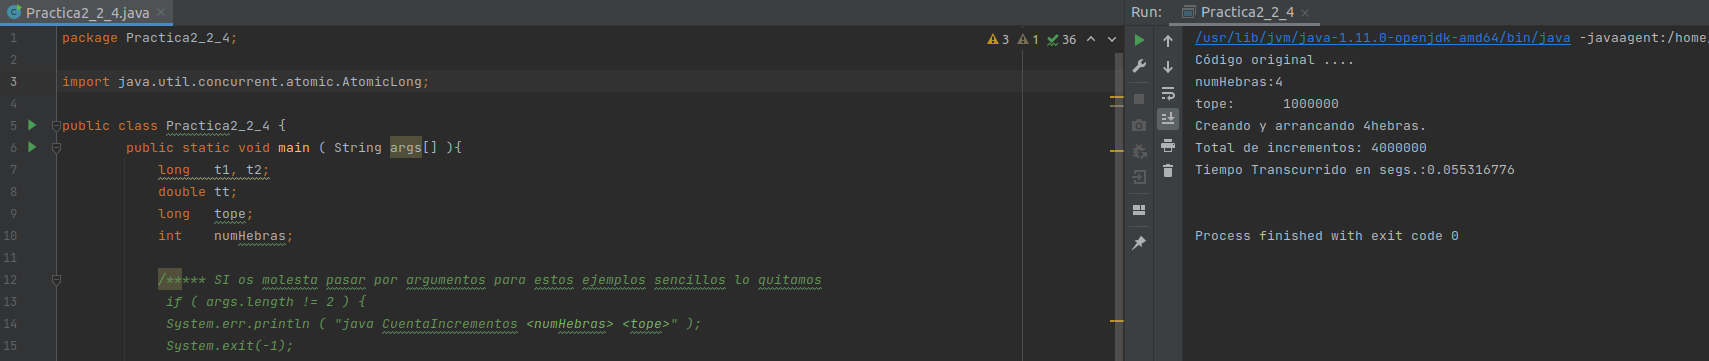 Practica2_2_4.java
1 package Practica2_2_4;
2
3 import java.util.concurrent.atomic.AtomicLong;
4
5 public class Practica2_2_4 {
6 public static void main ( String args[] ){
7 long t1, t2;
8 double tt;
9 long tope;
10 int numHebras;
11
12 /***** SI os molesta pasar por argumentos para estos ejemplos sencillos lo quitamos
13 if ( args.length != 2 ) {
14 System.err.println ( "java CuentaIncrementos <numHebras> <tope>" );
15 System.exit(-1);
3 1 36
Run: Practica2_2_4
/usr/lib/jvm/java-1.11.0-openjdk-amd64/bin/java -javaagent:/home/
Código original ....
numHebras:4
tope: 1000000
Creando y arrancando 4hebras.
Total de incrementos: 4000000
Tiempo Transcurrido en segs.:0.055316776
Process finished with exit code 0